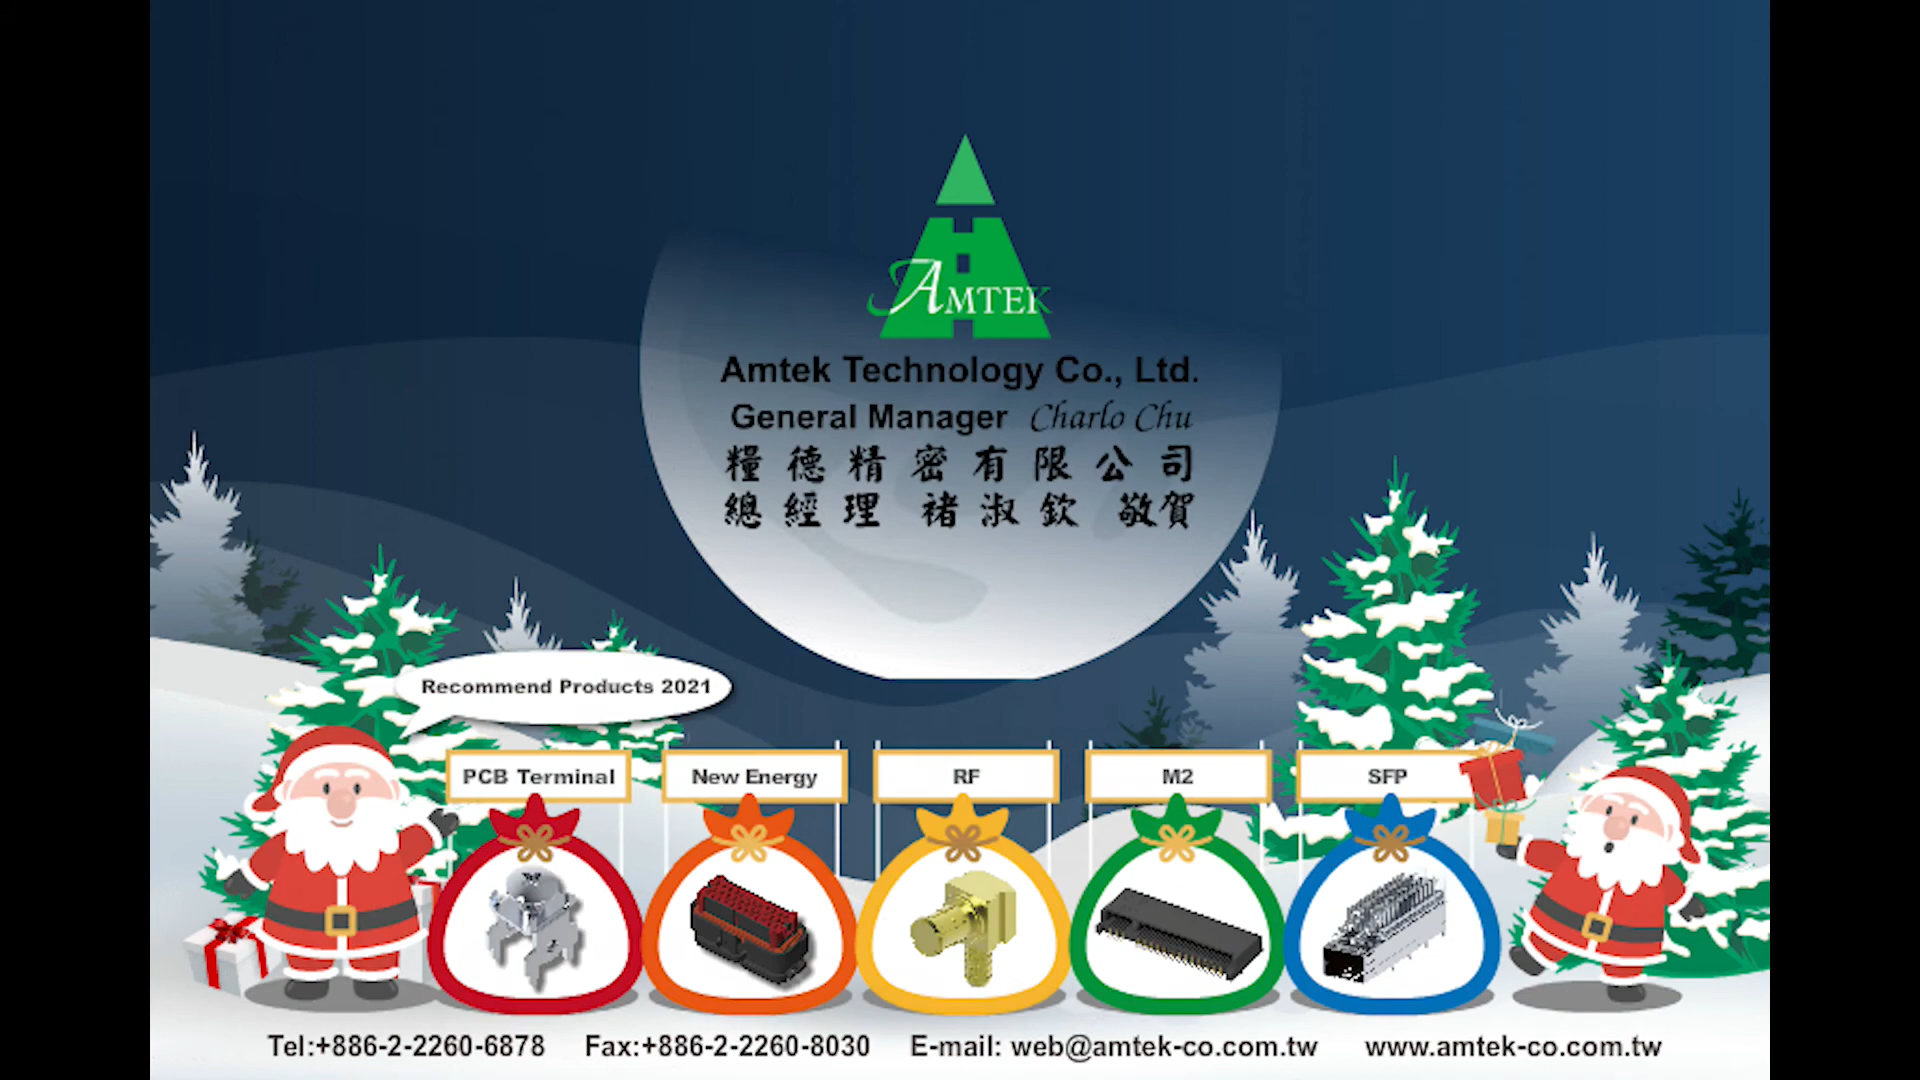 AMTEK
Amtek Technology Co., Ltd.
General Manager Charlo Chu
糧德精密有限公司
總經理 褚淑欽 敬賀
Recommend Products 2021
PCB Terminal
New Energy
RF
M2
SFP
Tel:+886-2-2260-6878 Fax:+886-2-2260-8030 E-mail: web@amtek-co.com.tw www.amtek-co.com.tw